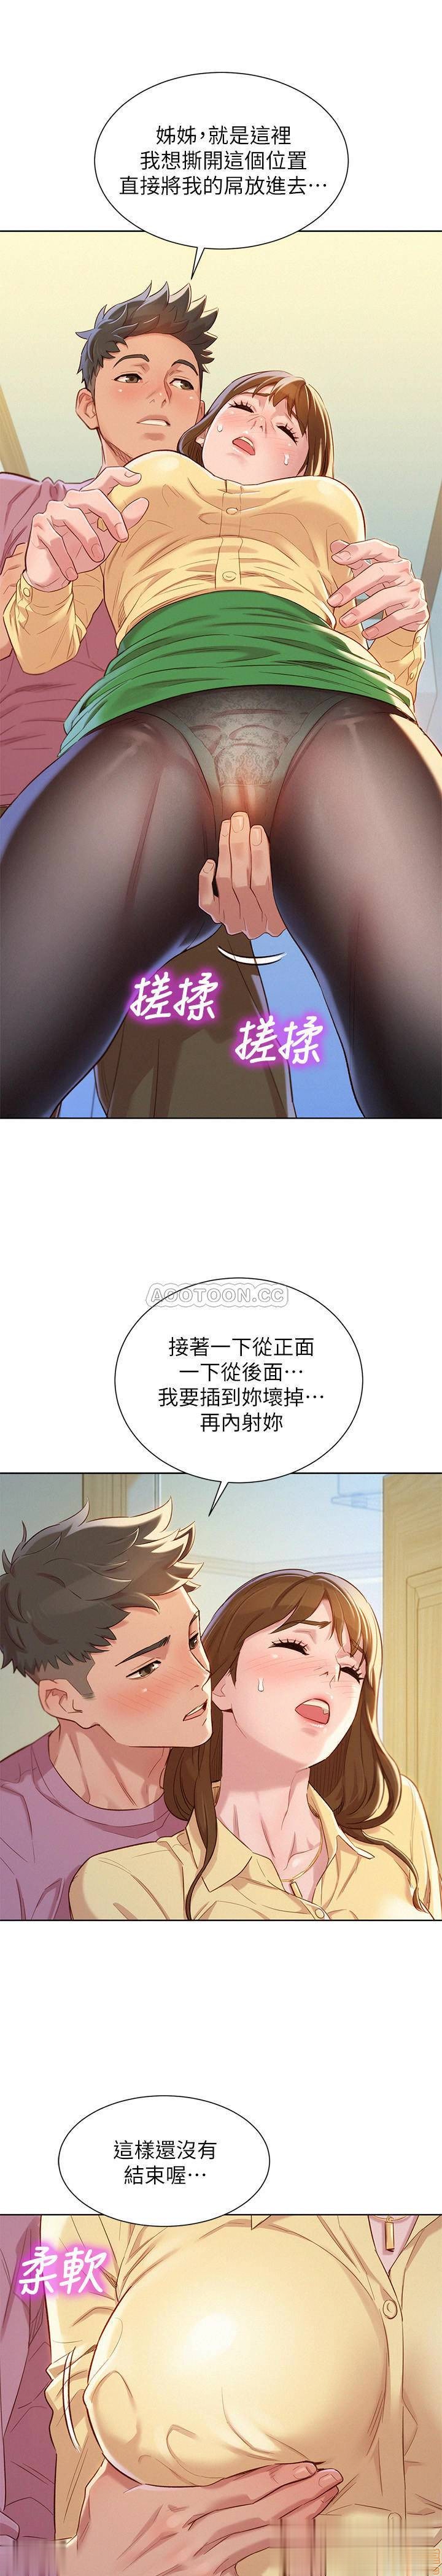 姊姊，就是這裡
我想撕開這個位置
直接將我的屌放進去⋯
搓揉
搓揉
AGOTOON.CC
接著一下從正面
一下從後面⋯
我要插到妳壞掉⋯
再內射妳
這樣還沒有
結束喔⋯
柔軟